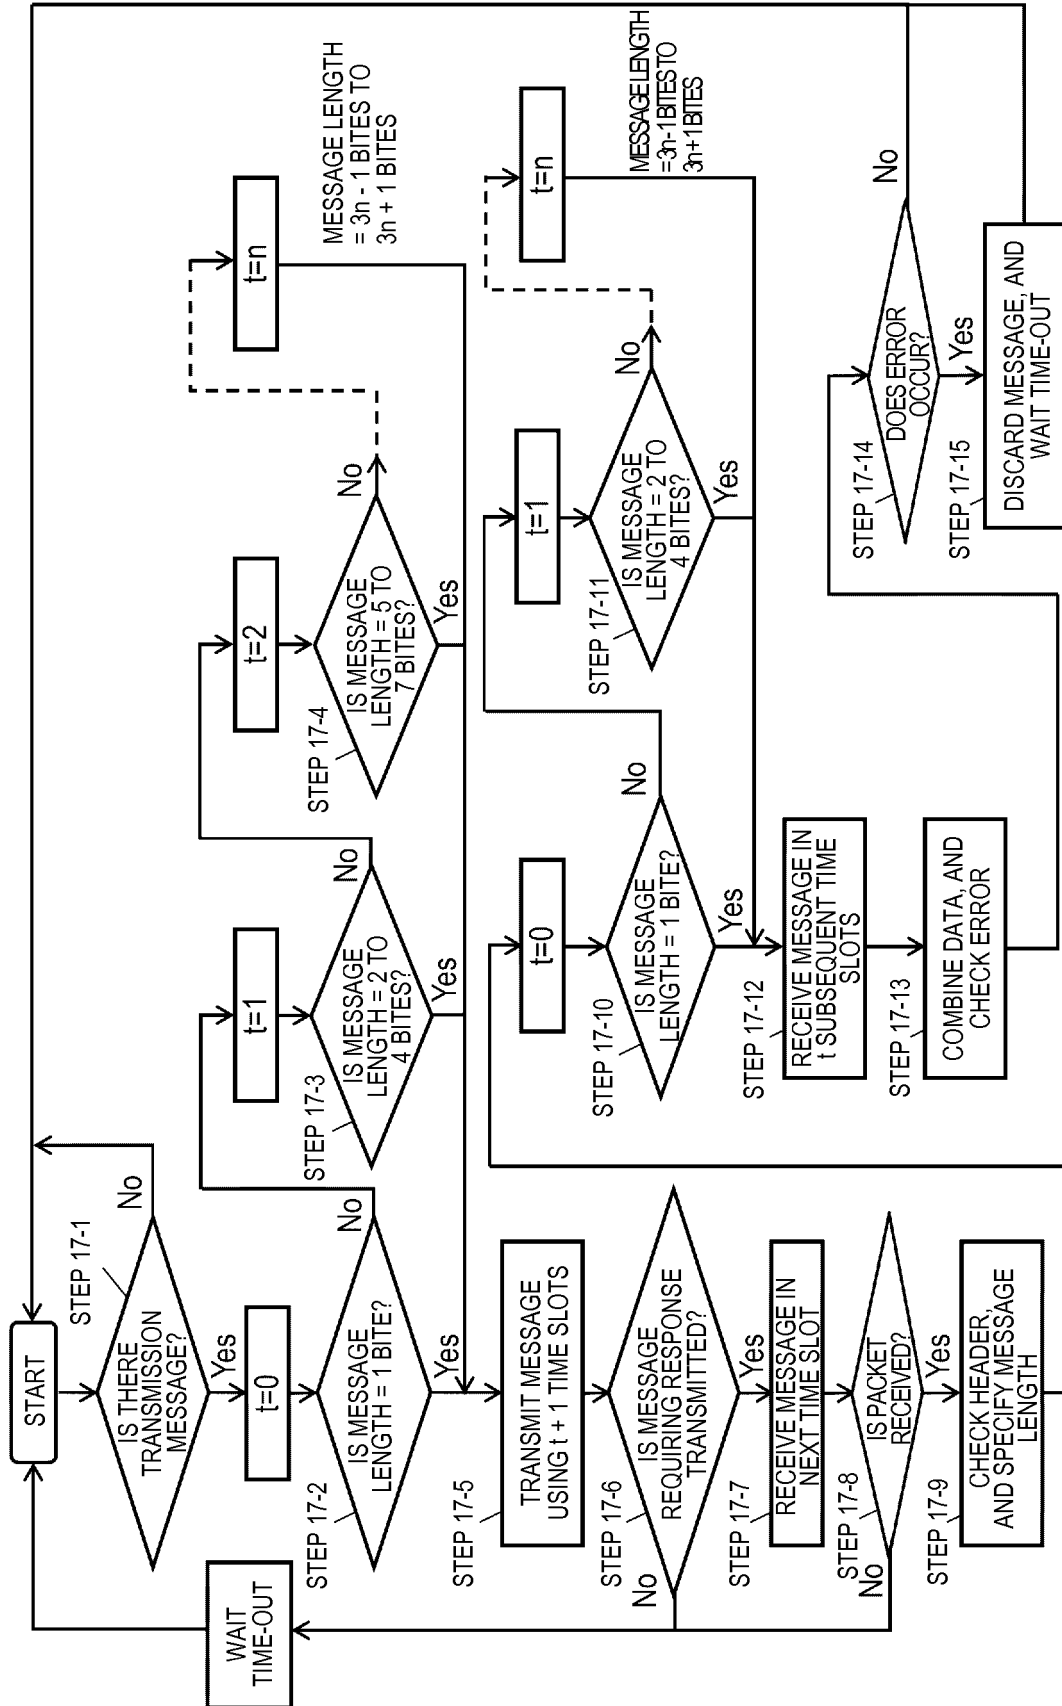 START
STEP 17-1
IS THERE
TRANSMISSION
MESSAGE?
No
Yes
WAIT
TIME-OUT
t=0
STEP 17-2
IS MESSAGE
LENGTH = 1 BITE?
No
Yes
t=1
STEP 17-3
IS MESSAGE
LENGTH = 2 TO
4 BITES?
No
Yes
t=2
STEP 17-4
IS MESSAGE
LENGTH = 5 TO
7 BITES?
No
Yes
t=n
MESSAGE LENGTH
= 3n - 1 BITES TO
3n + 1 BITES
STEP 17-5
TRANSMIT MESSAGE
USING t + 1 TIME SLOTS
STEP 17-6
IS MESSAGE
REQUIRING RESPONSE
TRANSMITTED?
No
Yes
STEP 17-7
RECEIVE MESSAGE IN
NEXT TIME SLOT
STEP 17-8
IS PACKET
RECEIVED?
No
Yes
STEP 17-9
CHECK HEADER,
AND SPECIFY MESSAGE
LENGTH
t=0
STEP 17-10
IS MESSAGE
LENGTH = 1 BITE?
No
Yes
t=1
STEP 17-11
IS MESSAGE
LENGTH = 2 TO
4 BITES?
No
Yes
t=n
MESSAGE LENGTH
=3n-1 BITES TO
3n+1 BITES
STEP 17-12
RECEIVE MESSAGE IN
t SUBSEQUENT TIME
SLOTS
STEP 17-13
COMBINE DATA, AND
CHECK ERROR
STEP 17-14
DOES ERROR
OCCUR?
No
Yes
STEP 17-15
DISCARD MESSAGE, AND
WAIT TIME-OUT